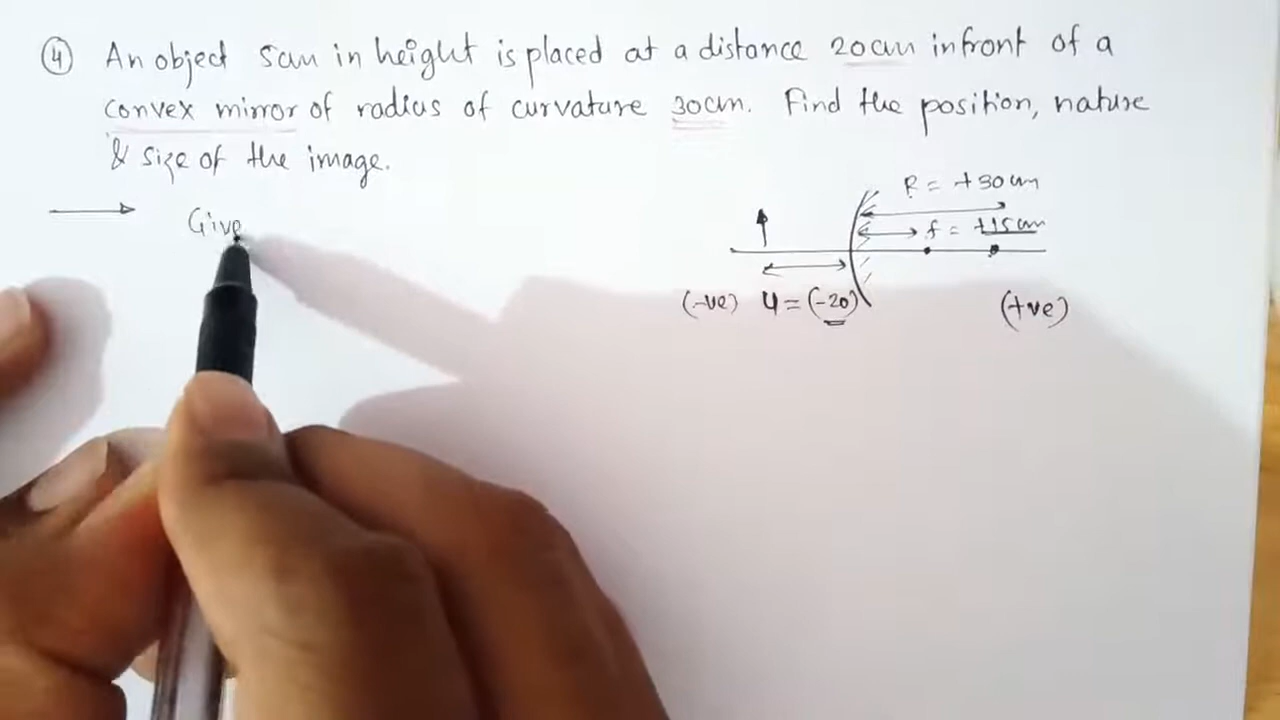 ④ An object 5cm in height is placed at a distance 20cm infront of a
convex mirror of radius of curvature 30cm. Find the position, nature
& size of the image.
R = +30cm
Give
f = +15cm
(-ve) u = (-20) (+ve)